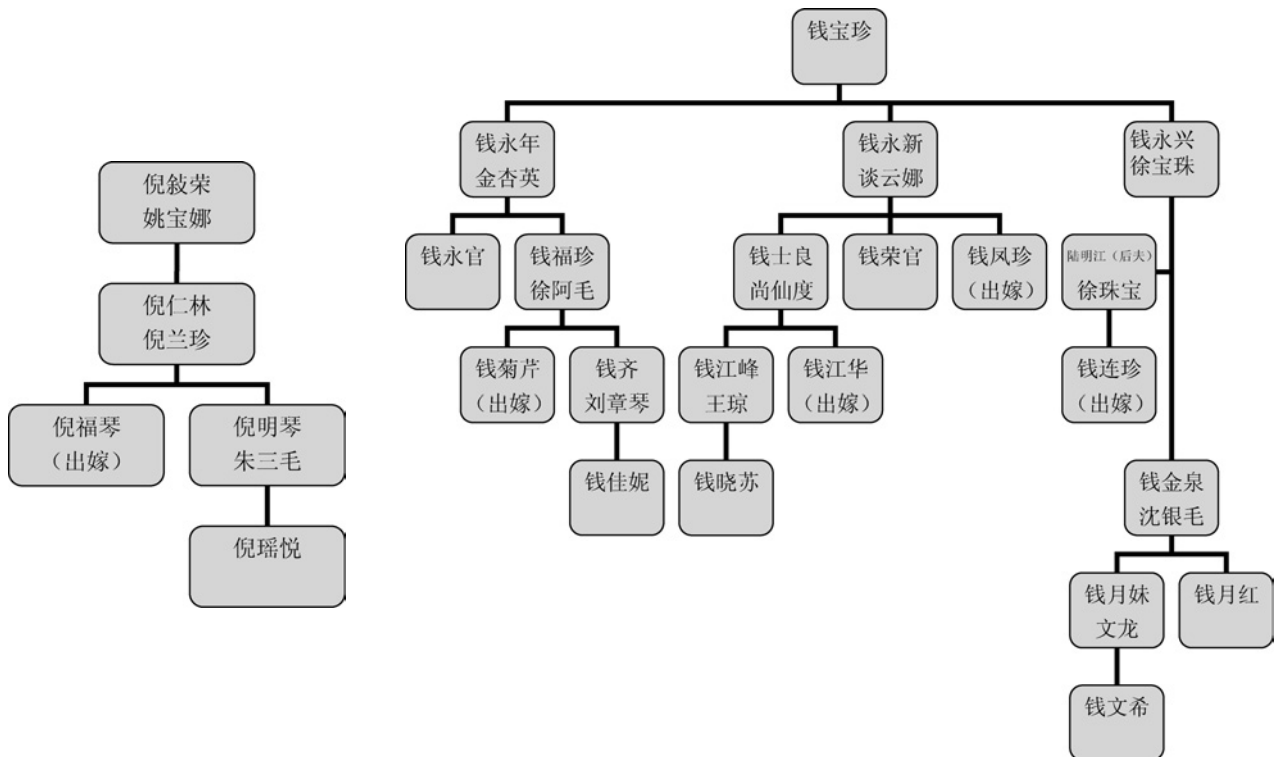 倪敍荣
姚宝娜
倪仁林
倪兰珍
倪福琴
（出嫁）
倪明琴
朱三毛
倪瑶悦
钱宝珍
钱永年
金杏英
钱永新
谈云娜
钱永兴
徐宝珠
钱永官
钱福珍
徐阿毛
钱士良
尚仙度
钱荣官
钱凤珍
（出嫁）
陆明江（后夫）
徐珠宝
钱菊芹
（出嫁）
钱齐
刘章琴
钱江峰
王琼
钱江华
（出嫁）
钱连珍
（出嫁）
钱佳妮
钱晓苏
钱金泉
沈银毛
钱月妹
文龙
钱月红
钱文希